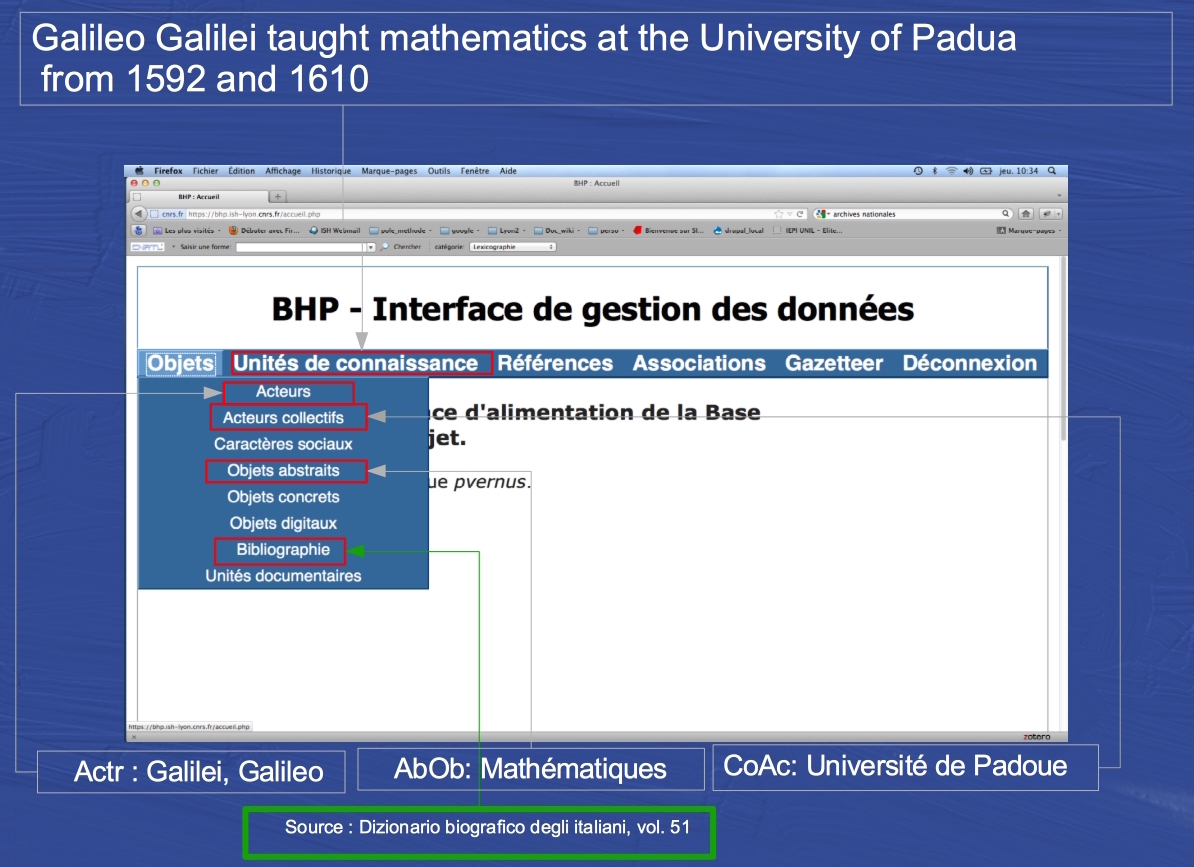 Galileo Galilei taught mathematics at the University of Padua
from 1592 and 1610
Firefox Fichier Édition Affichage Historique Marque-pages Outils Fenêtre Aide jeu. 10:34
BHP : Accueil
BHP : Accueil +
cnrs.fr https://bhp.ish-lyon.cnrs.fr/accueil.php archives nationales
Les plus visités Débuter avec Fir... ISH Webmail pole_methode google Lyon2 Doc_wiki perso Bienvenue sur SI... drupal_local IEPI UNIL – Elite... Marque-pages
Saisir une forme: Chercher catégorie: Lexicographie
BHP - Interface de gestion des données
Objets Unités de connaissance Références Associations Gazetteer Déconnexion
Acteurs
Acteurs collectifs
ce d'alimentation de la Base
jet.
Caractères sociaux
Objets abstraits
ue pvernus.
Objets concrets
Objets digitaux
Bibliographie
Unités documentaires
https://bhp.ish-lyon.cnrs.fr/accueil.php
× zotero
Actr : Galilei, Galileo
AbOb: Mathématiques
CoAc: Université de Padoue
Source : Dizionario biografico degli italiani, vol. 51